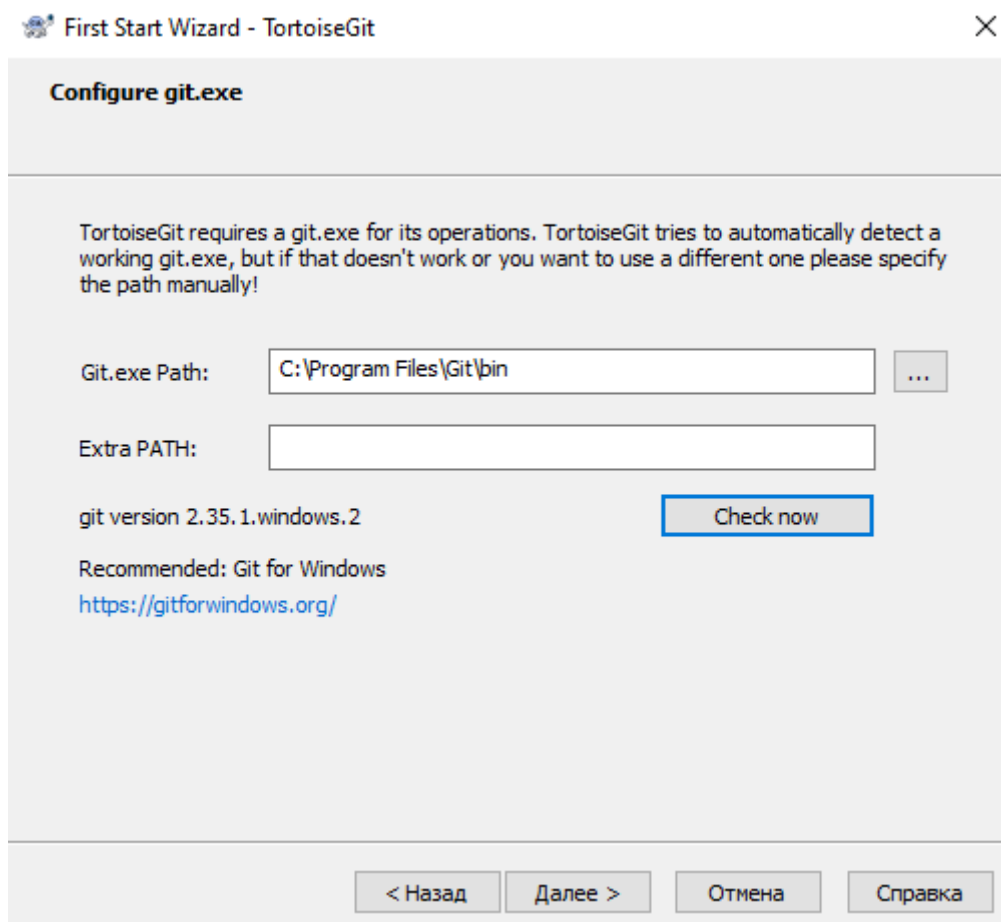 First Start Wizard - TortoiseGit
Configure git.exe
TortoiseGit requires a git.exe for its operations. TortoiseGit tries to automatically detect a
working git.exe, but if that doesn't work or you want to use a different one please specify
the path manually!
Git.exe Path:
C:\Program Files\Git\bin
...
Extra PATH:
git version 2.35.1.windows.2
Check now
Recommended: Git for Windows
https://gitforwindows.org/
< Назад
Далее >
Отмена
Справка